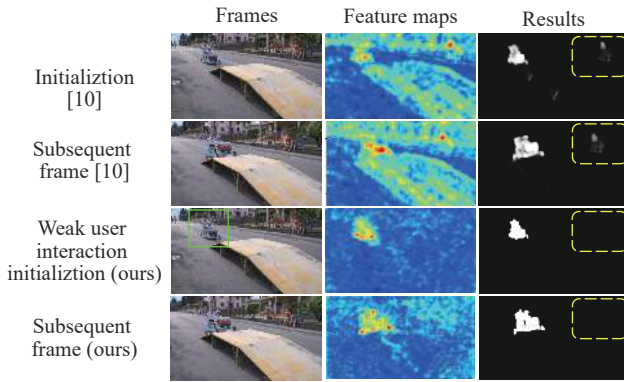 Frames Feature maps Results
Initializtion
[10]
Subsequent
frame [10]
Weak user
interaction
initializtion (ours)
Subsequent
frame (ours)